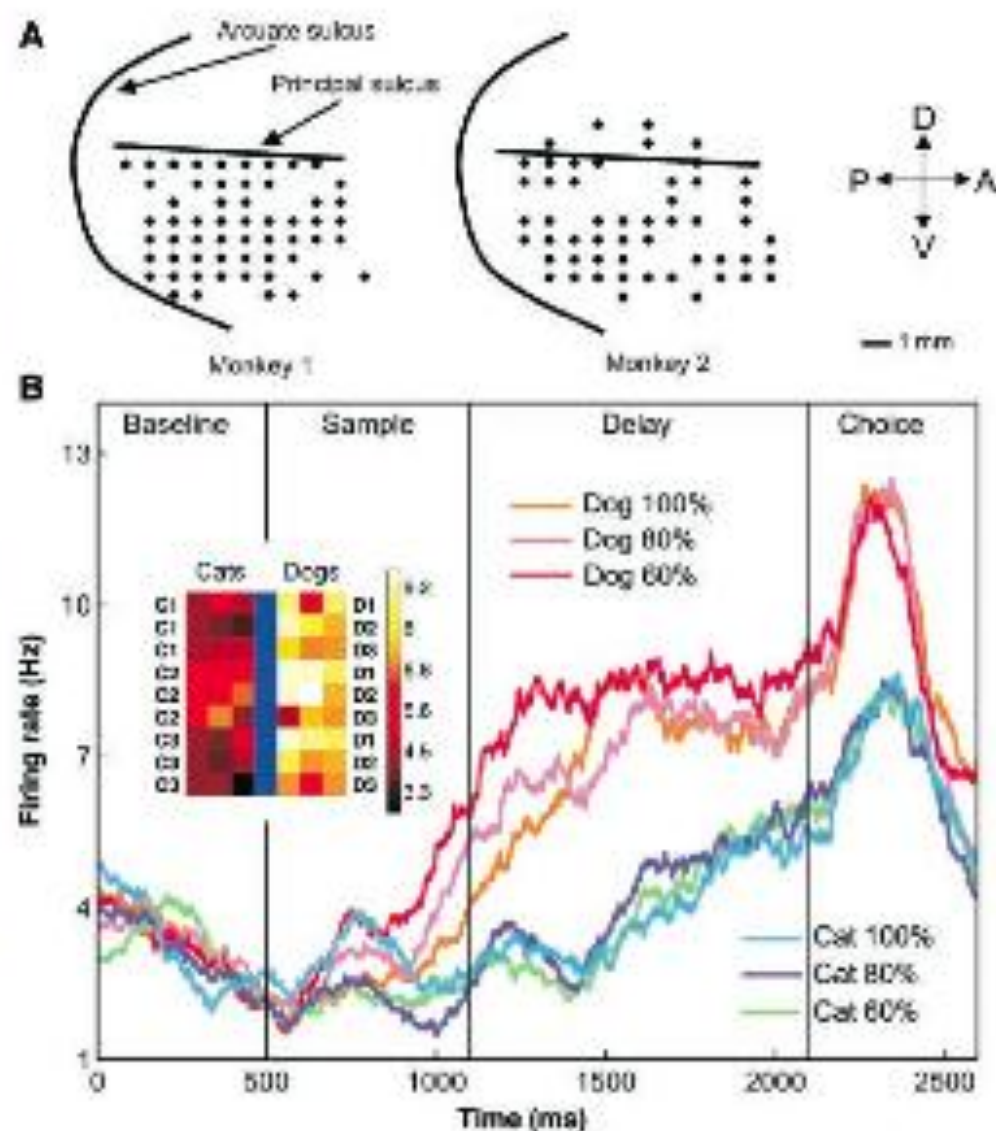 A
Arcuate sulcus
Principal sulcus
D
P A
V
Monkey 1
Monkey 2
1 mm
B
Baseline Sample Delay Choice
13
10
7
4
1
Firing rate (Hz)
Dog 100%
Dog 80%
Dog 60%
Cats Dogs
C1 D1
C1 D2
C1 D3
C2 D1
C2 D2
C2 D3
C3 D1
C3 D2
C3 D3
Cat 100%
Cat 80%
Cat 60%
0 500 1000 1500 2000 2500
Time (ms)